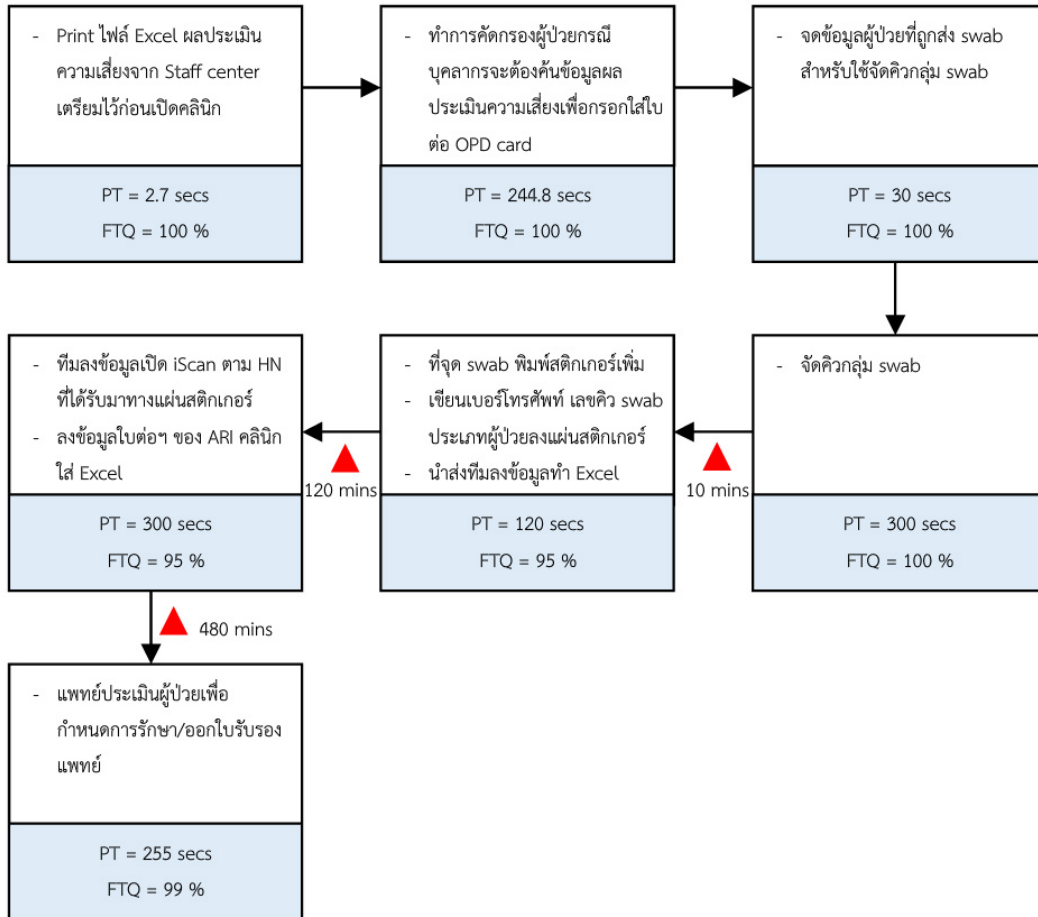 - Print ไฟล์ Excel ผลประเมิน
ความเสี่ยงจาก Staff center
เตรียมไว้ก่อนเปิดคลินิก
PT = 2.7 secs
FTQ = 100 %
- ทำการคัดกรองผู้ป่วยกรณี
บุคลากรจะต้องค้นข้อมูลผล
ประเมินความเสี่ยงเพื่อกรอกใส่ใบ
ต่อ OPD card
PT = 244.8 secs
FTQ = 100 %
- จดข้อมูลผู้ป่วยที่ถูกส่ง swab
สำหรับใช้จัดคิวกลุ่ม swab
PT = 30 secs
FTQ = 100 %
- จัดคิวกลุ่ม swab
PT = 300 secs
FTQ = 100 %
10 mins
- ที่จุด swab พิมพ์สติกเกอร์เพิ่ม
- เขียนเบอร์โทรศัพท์ เลขคิว swab
ประเภทผู้ป่วยลงแผ่นสติกเกอร์
- นำส่งทีมลงข้อมูลทำ Excel
PT = 120 secs
FTQ = 95 %
120 mins
- ทีมลงข้อมูลเปิด iScan ตาม HN
ที่ได้รับมาทางแผ่นสติกเกอร์
- ลงข้อมูลใบต่อฯ ของ ARI คลินิก
ใส่ Excel
PT = 300 secs
FTQ = 95 %
480 mins
- แพทย์ประเมินผู้ป่วยเพื่อ
กำหนดการรักษา/ออกใบรับรอง
แพทย์
PT = 255 secs
FTQ = 99 %